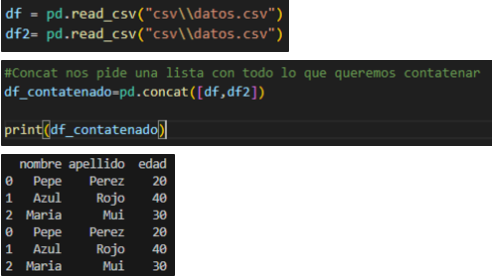 df = pd.read_csv("csv\\datos.csv")
df2= pd.read_csv("csv\\datos.csv")
#Concat nos pide una lista con todo lo que queremos contatenar
df_contatenado=pd.concat([df,df2])
print(df_contatenado)
nombre apellido edad
0 Pepe Perez 20
1 Azul Rojo 40
2 Maria Mui 30
0 Pepe Perez 20
1 Azul Rojo 40
2 Maria Mui 30